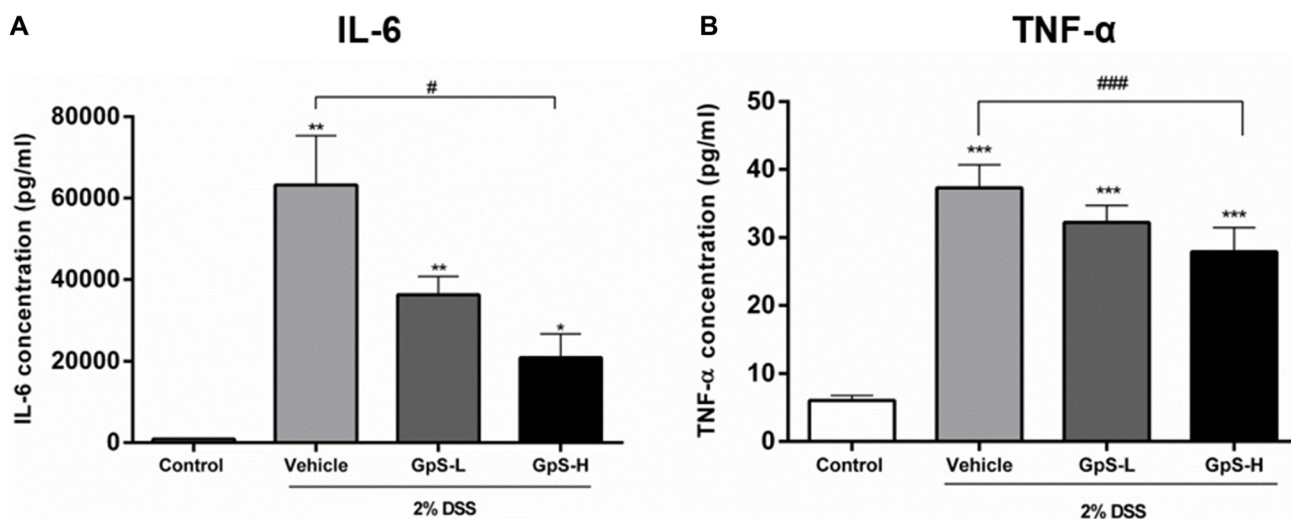 A
IL-6
IL-6 concentration (pg/ml)
80000
60000
40000
20000
0
#
**
**
*
Control
Vehicle
GpS-L
GpS-H
2% DSS
B
TNF-α
TNF-α concentration (pg/ml)
50
40
30
20
10
0
###
***
***
***
Control
Vehicle
GpS-L
GpS-H
2% DSS